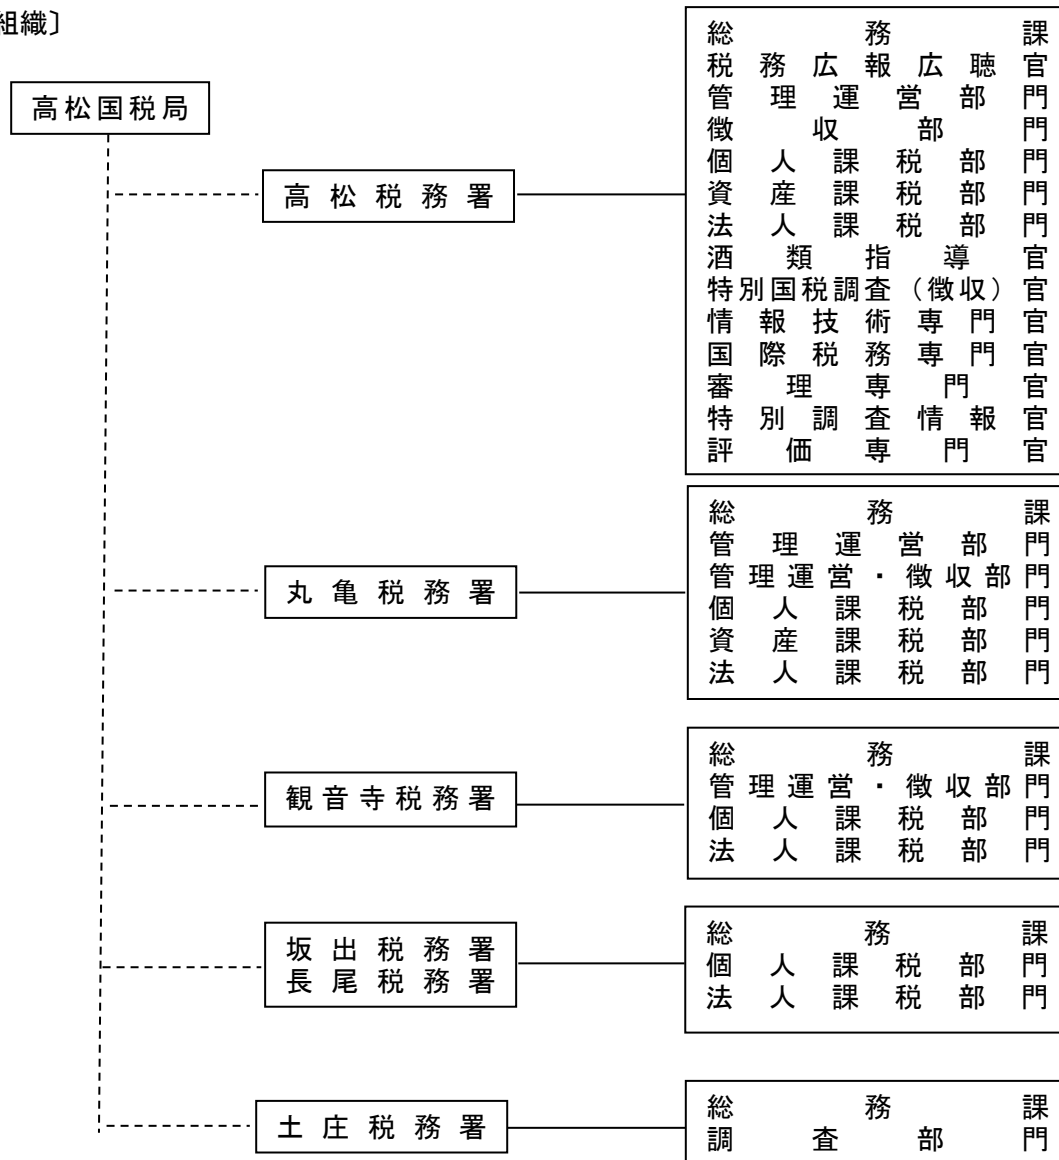 組織〕
高松国税局
高松税務署
総務課
税務広報広聴官
管理運営部門
徴収部門
個人課税部門
資産課税部門
法人課税部門
酒類指導官
特別国税調査（徴収）官
情報技術専門官
国際税務専門官
審理専門官
特別調査情報官
評価専門官
丸亀税務署
総務課
管理運営部門
管理運営・徴収部門
個人課税部門
資産課税部門
法人課税部門
観音寺税務署
総務課
管理運営・徴収部門
個人課税部門
法人課税部門
坂出税務署
長尾税務署
総務課
個人課税部門
法人課税部門
土庄税務署
総務課
調査部門